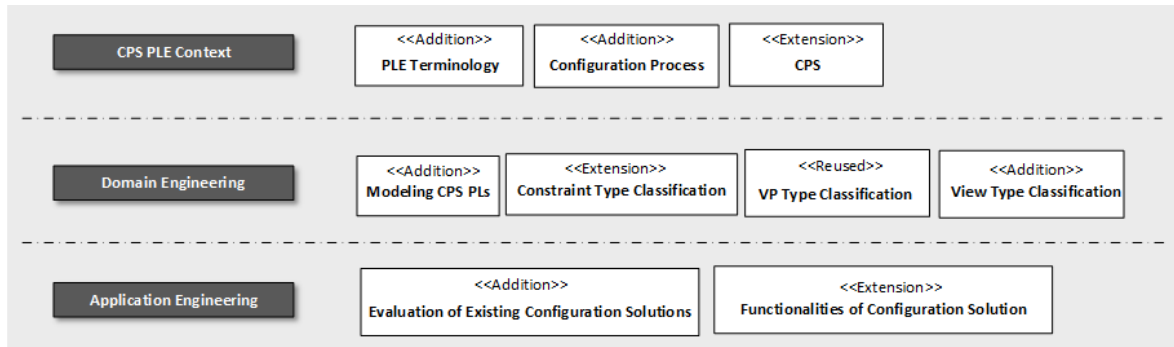 CPS PLE Context
<<Addition>>
PLE Terminology
<<Addition>>
Configuration Process
<<Extension>>
CPS
Domain Engineering
<<Addition>>
Modeling CPS PLs
<<Extension>>
Constraint Type Classification
<<Reused>>
VP Type Classification
<<Addition>>
View Type Classification
Application Engineering
<<Addition>>
Evaluation of Existing Configuration Solutions
<<Extension>>
Functionalities of Configuration Solution